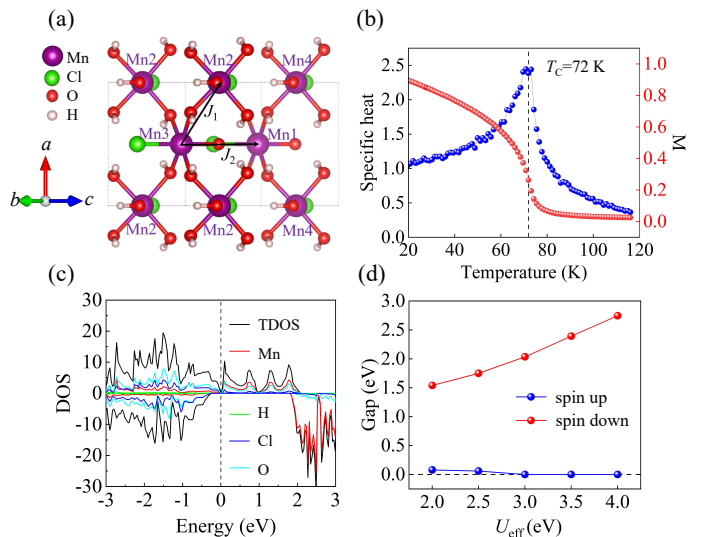 (a)
Mn
Cl
O
H
a
b
c
Mn2 Mn2 Mn4
J1
Mn3 Mn1
J2
Mn2 Mn2 Mn4
(b)
TC=72 K
Specific heat
2.5
2.0
1.5
1.0
0.5
0.0
M
1.0
0.8
0.6
0.4
0.2
0.0
20 40 60 80 100 120
Temperature (K)
(c)
DOS
30
20
10
0
-10
-20
-30
TDOS
Mn
H
Cl
O
-3 -2 -1 0 1 2 3
Energy (eV)
(d)
Gap (eV)
3.0
2.5
2.0
1.5
1.0
0.5
0.0
spin up
spin down
2.0 2.5 3.0 3.5 4.0
Ueff (eV)